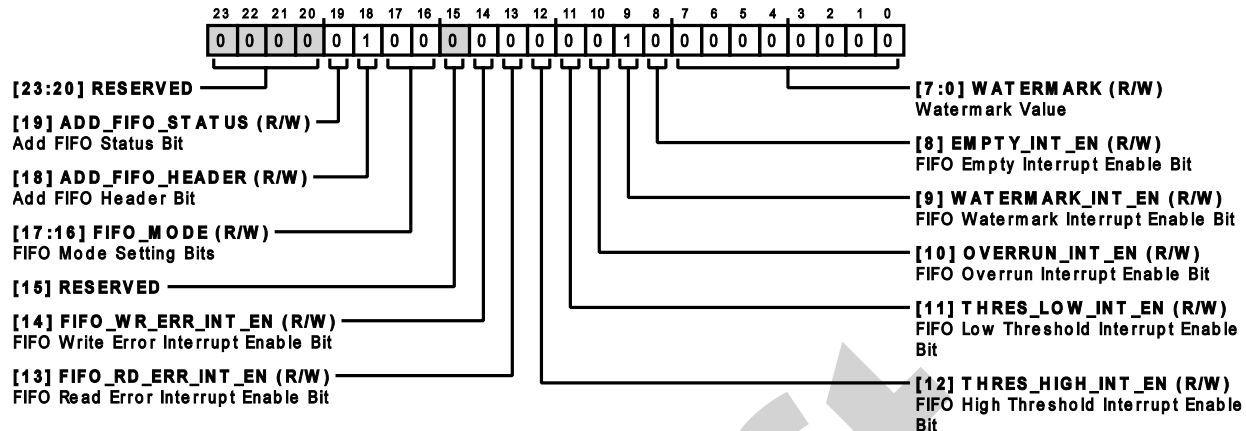 23 22 21 20 19 18 17 16 15 14 13 12 11 10 9 8 7 6 5 4 3 2 1 0
0 0 0 0 0 1 0 0 0 0 0 0 0 0 1 0 0 0 0 0 0 0 0 0
[23:20] RESERVED
[19] ADD_FIFO_STATUS (R/W)
Add FIFO Status Bit
[18] ADD_FIFO_HEADER (R/W)
Add FIFO Header Bit
[17:16] FIFO_MODE (R/W)
FIFO Mode Setting Bits
[15] RESERVED
[14] FIFO_WR_ERR_INT_EN (R/W)
FIFO Write Error Interrupt Enable Bit
[13] FIFO_RD_ERR_INT_EN (R/W)
FIFO Read Error Interrupt Enable Bit
[7:0] WATERMARK (R/W)
Watermark Value
[8] EMPTY_INT_EN (R/W)
FIFO Empty Interrupt Enable Bit
[9] WATERMARK_INT_EN (R/W)
FIFO Watermark Interrupt Enable Bit
[10] OVERRUN_INT_EN (R/W)
FIFO Overrun Interrupt Enable Bit
[11] THRES_LOW_INT_EN (R/W)
FIFO Low Threshold Interrupt Enable
Bit
[12] THRES_HIGH_INT_EN (R/W)
FIFO High Threshold Interrupt Enable
Bit